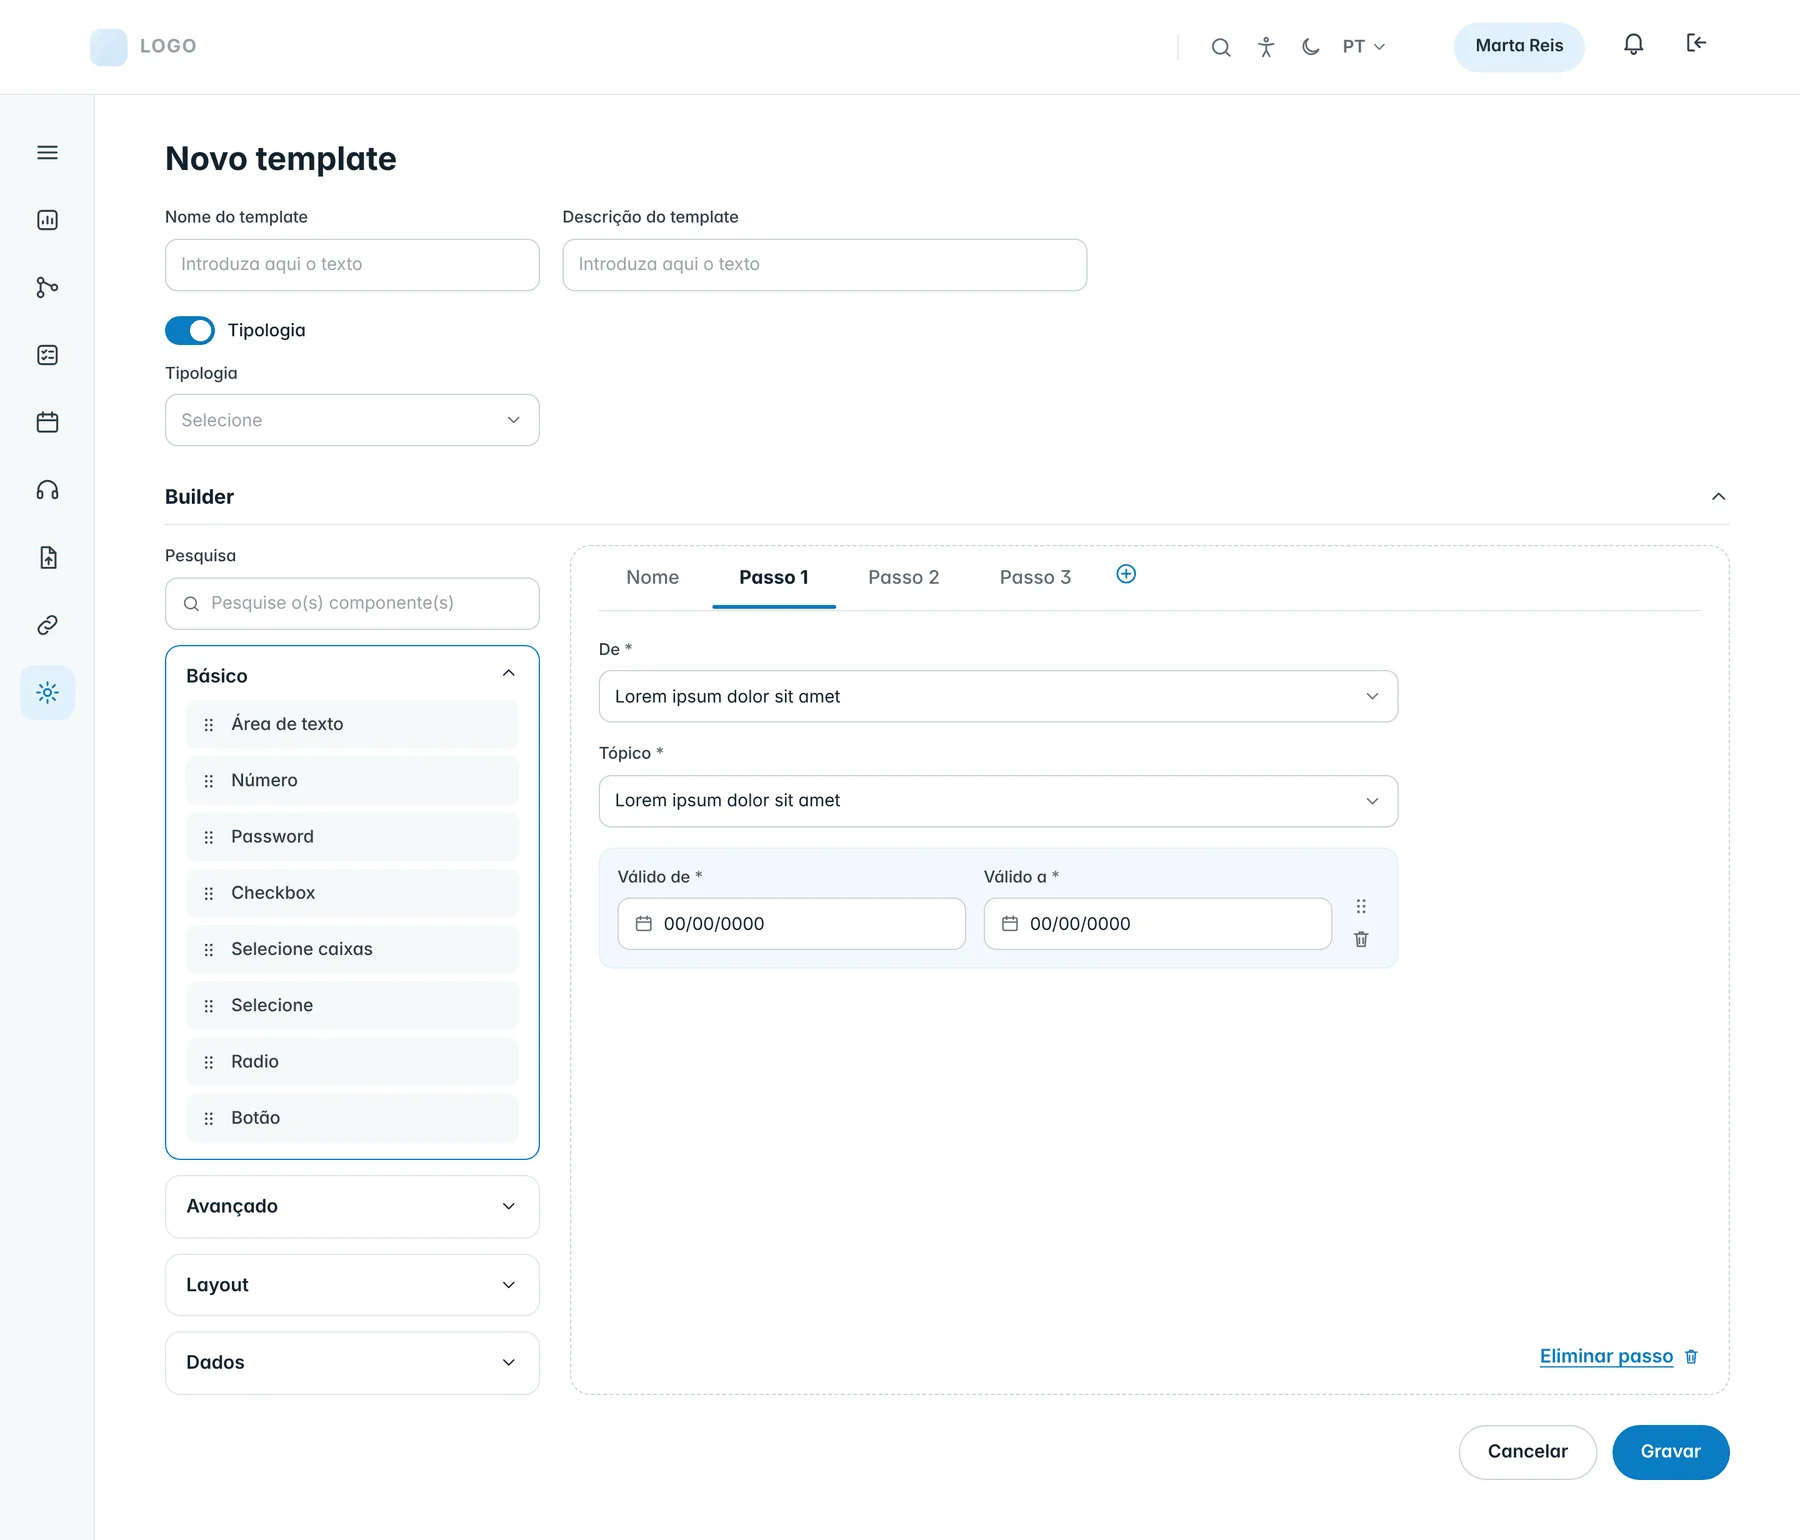 LOGO
PT
Marta Reis
Novo template
Nome do template
Descrição do template
Introduza aqui o texto
Introduza aqui o texto
Tipologia
Tipologia
Selecione
Builder
Pesquisa
Pesquise o(s) componente(s)
Básico
Área de texto
Número
Password
Checkbox
Selecione caixas
Selecione
Radio
Botão
Avançado
Layout
Dados
Nome
Passo 1
Passo 2
Passo 3
De *
Lorem ipsum dolor sit amet
Tópico *
Lorem ipsum dolor sit amet
Válido de *
Válido a *
00/00/0000
00/00/0000
Eliminar passo
Cancelar
Gravar